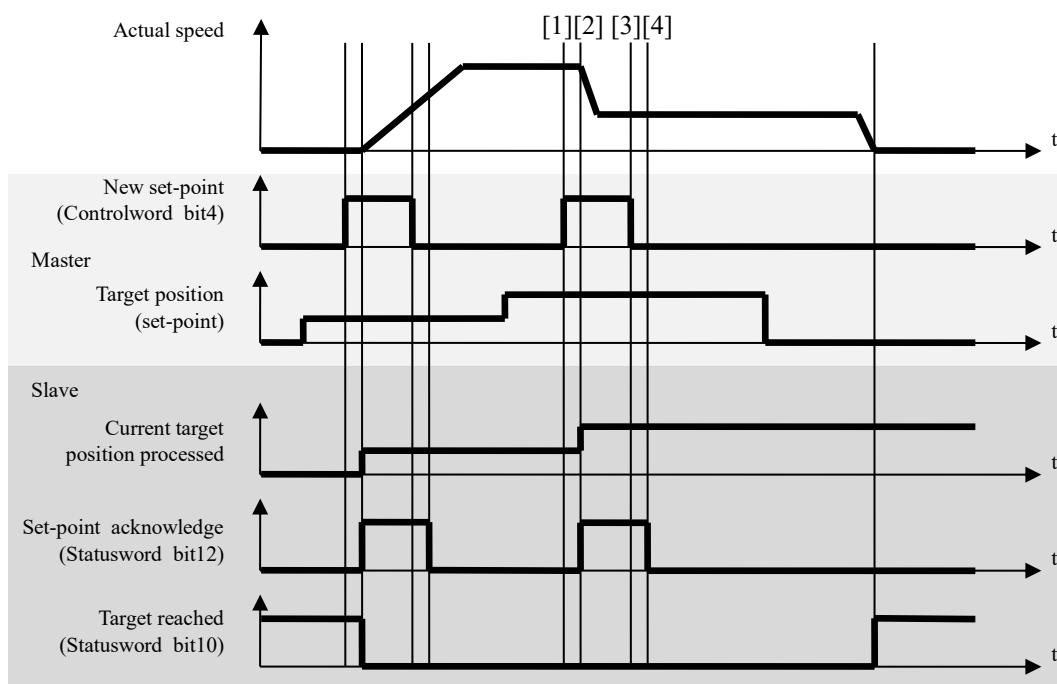 [1][2] [3][4]
Actual speed
t
New set-point
(Controlword bit4)
t
Master
Target position
(set-point)
t
Slave
Current target
position processed
t
Set-point acknowledge
(Statusword bit12)
t
Target reached
(Statusword bit10)
t